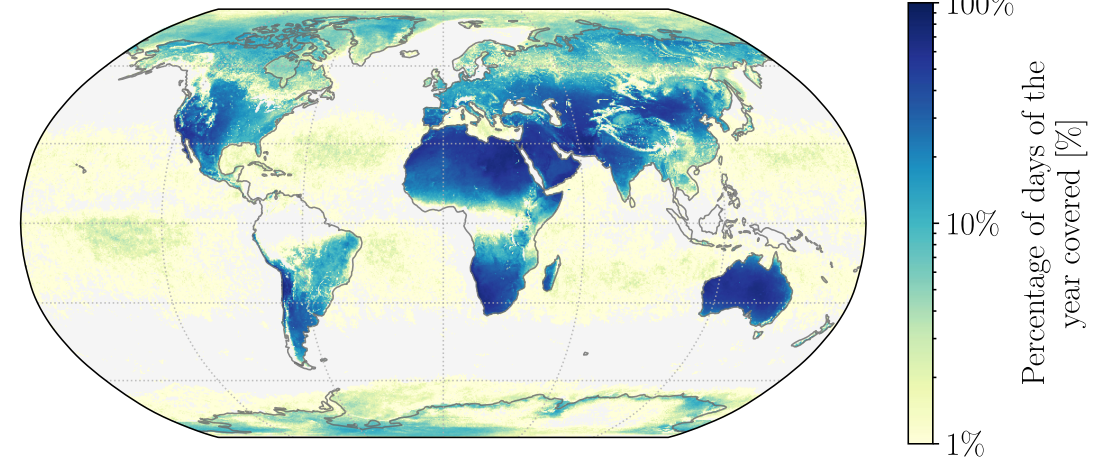 100%
10%
1%
Percentage of days of the
year covered [%]